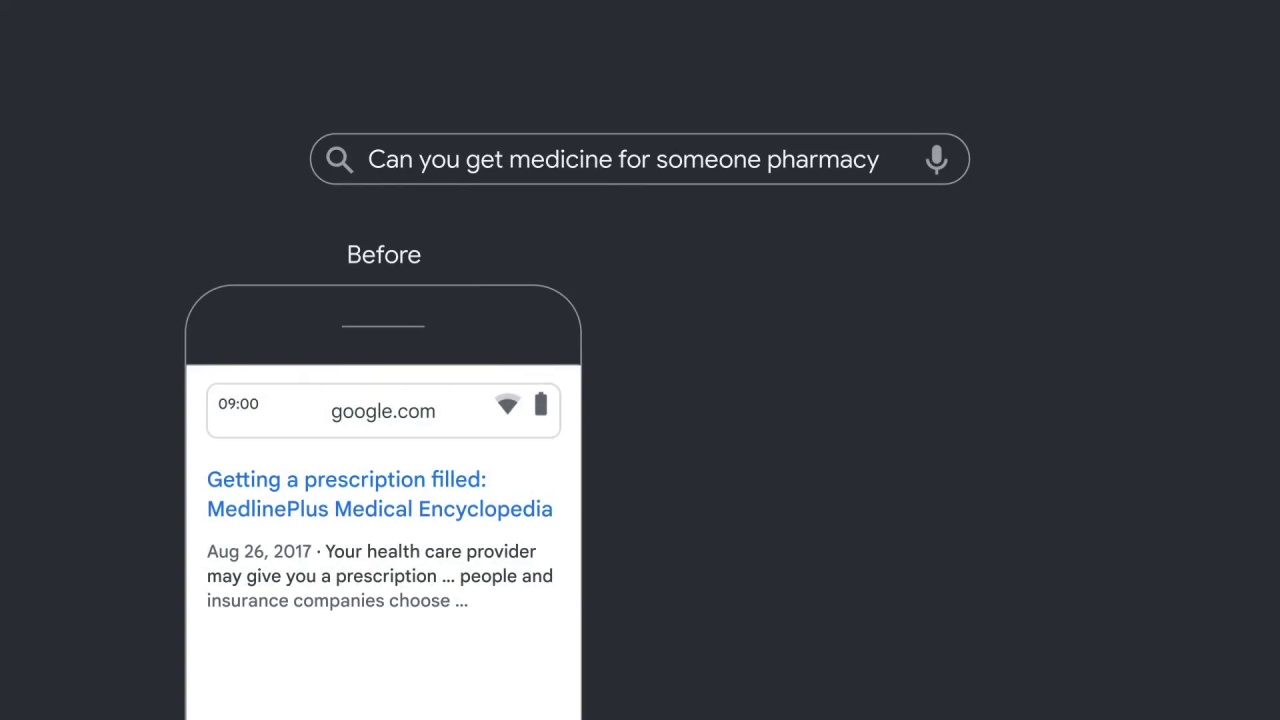 Can you get medicine for someone pharmacy
Before
09:00
google.com
Getting a prescription filled:
MedlinePlus Medical Encyclopedia
Aug 26, 2017 · Your health care provider
may give you a prescription ... people and
insurance companies choose ...